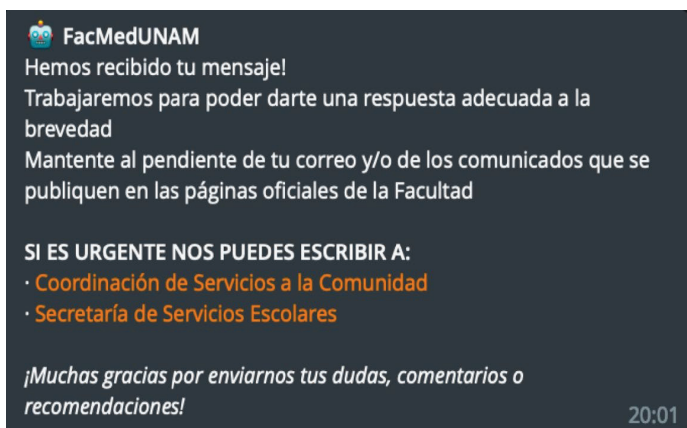 🤖 FacMedUNAM
Hemos recibido tu mensaje!
Trabajaremos para poder darte una respuesta adecuada a la
brevedad
Mantente al pendiente de tu correo y/o de los comunicados que se
publiquen en las páginas oficiales de la Facultad
SI ES URGENTE NOS PUEDES ESCRIBIR A:
· Coordinación de Servicios a la Comunidad
· Secretaría de Servicios Escolares
¡Muchas gracias por enviarnos tus dudas, comentarios o
recomendaciones!
20:01